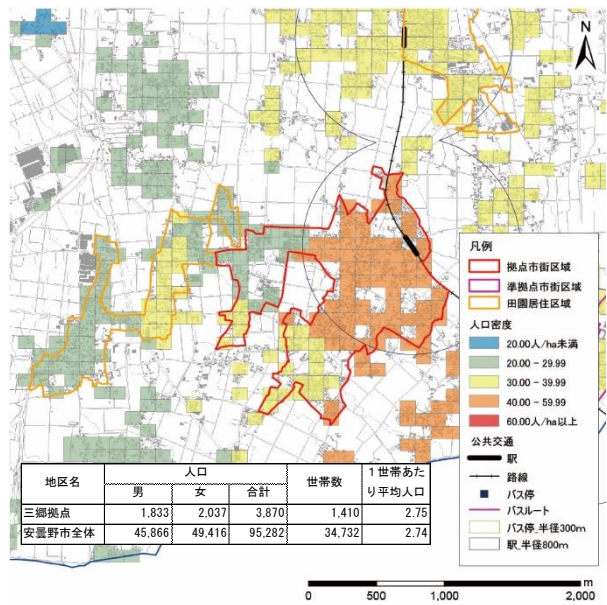 N
凡例
拠点市街区域
準拠点市街区域
田園居住区域
人口密度
20.00人/ha未満
20.00 - 29.99
30.00 - 39.99
40.00 - 59.99
60.00人/ha以上
公共交通
駅
路線
バス停
バスルート
バス停_半径300m
駅_半径800m
地区名 人口 世帯数 1世帯あたり平均人口
男 女 合計
三郷拠点 1,833 2,037 3,870 1,410 2.75
安曇野市全体 45,866 49,416 95,282 34,732 2.74
0 500 1,000 2,000 m